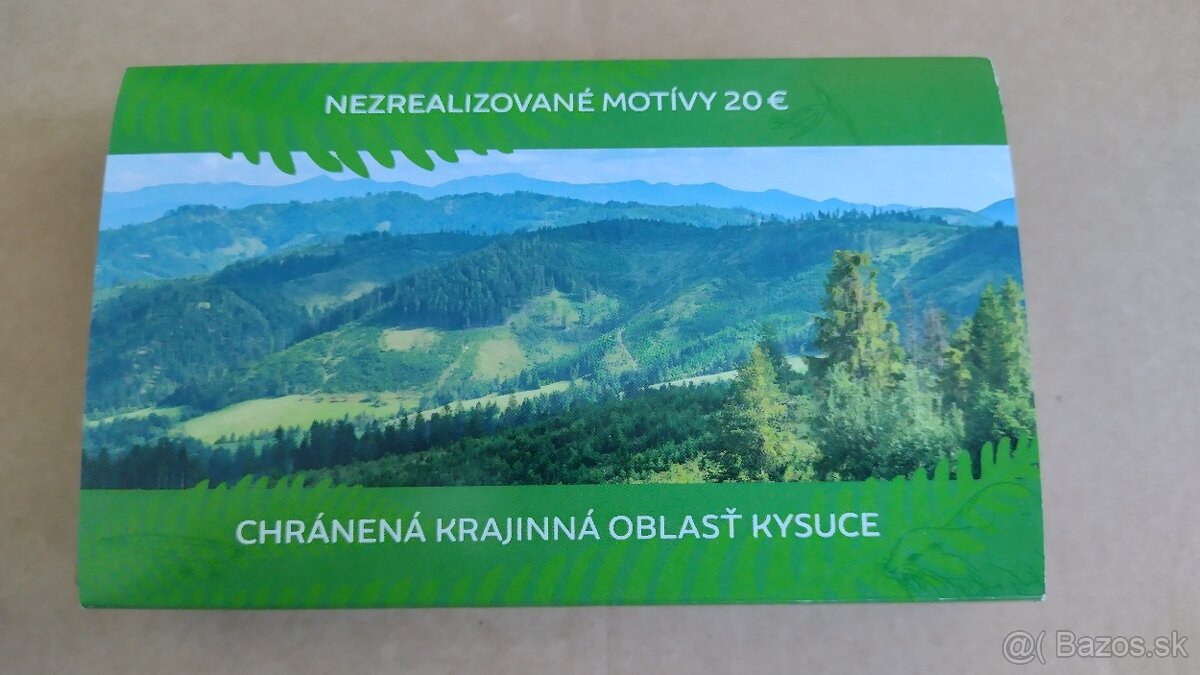 NEZREALIZOVANÉ MOTÍVY 20 €
CHRÁNENÁ KRAJINNÁ OBLASŤ KYSUCE
@( Bazos.sk